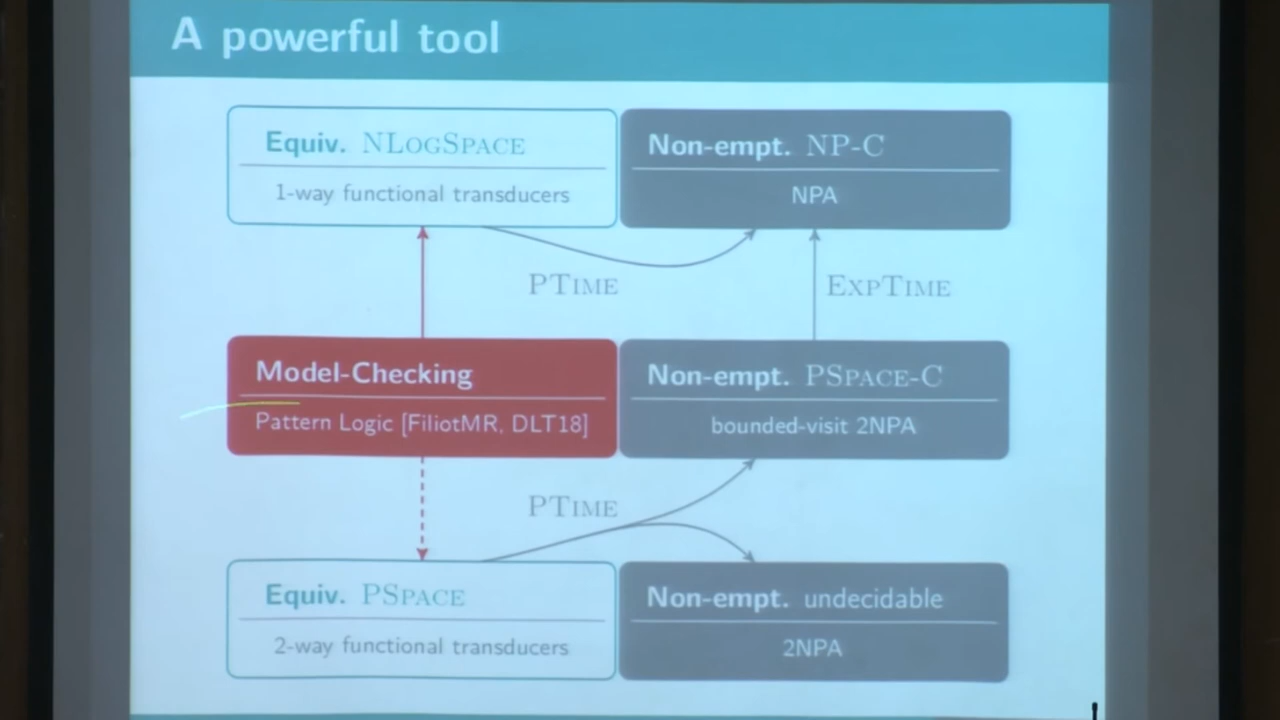 A powerful tool
Equiv. NLogSpace
1-way functional transducers
Non-empt. NP-C
NPA
PTime
ExpTime
Model-Checking
Pattern Logic [FiliotMR, DLT18]
Non-empt. PSpace-C
bounded-visit 2NPA
PTime
Equiv. PSpace
2-way functional transducers
Non-empt. undecidable
2NPA